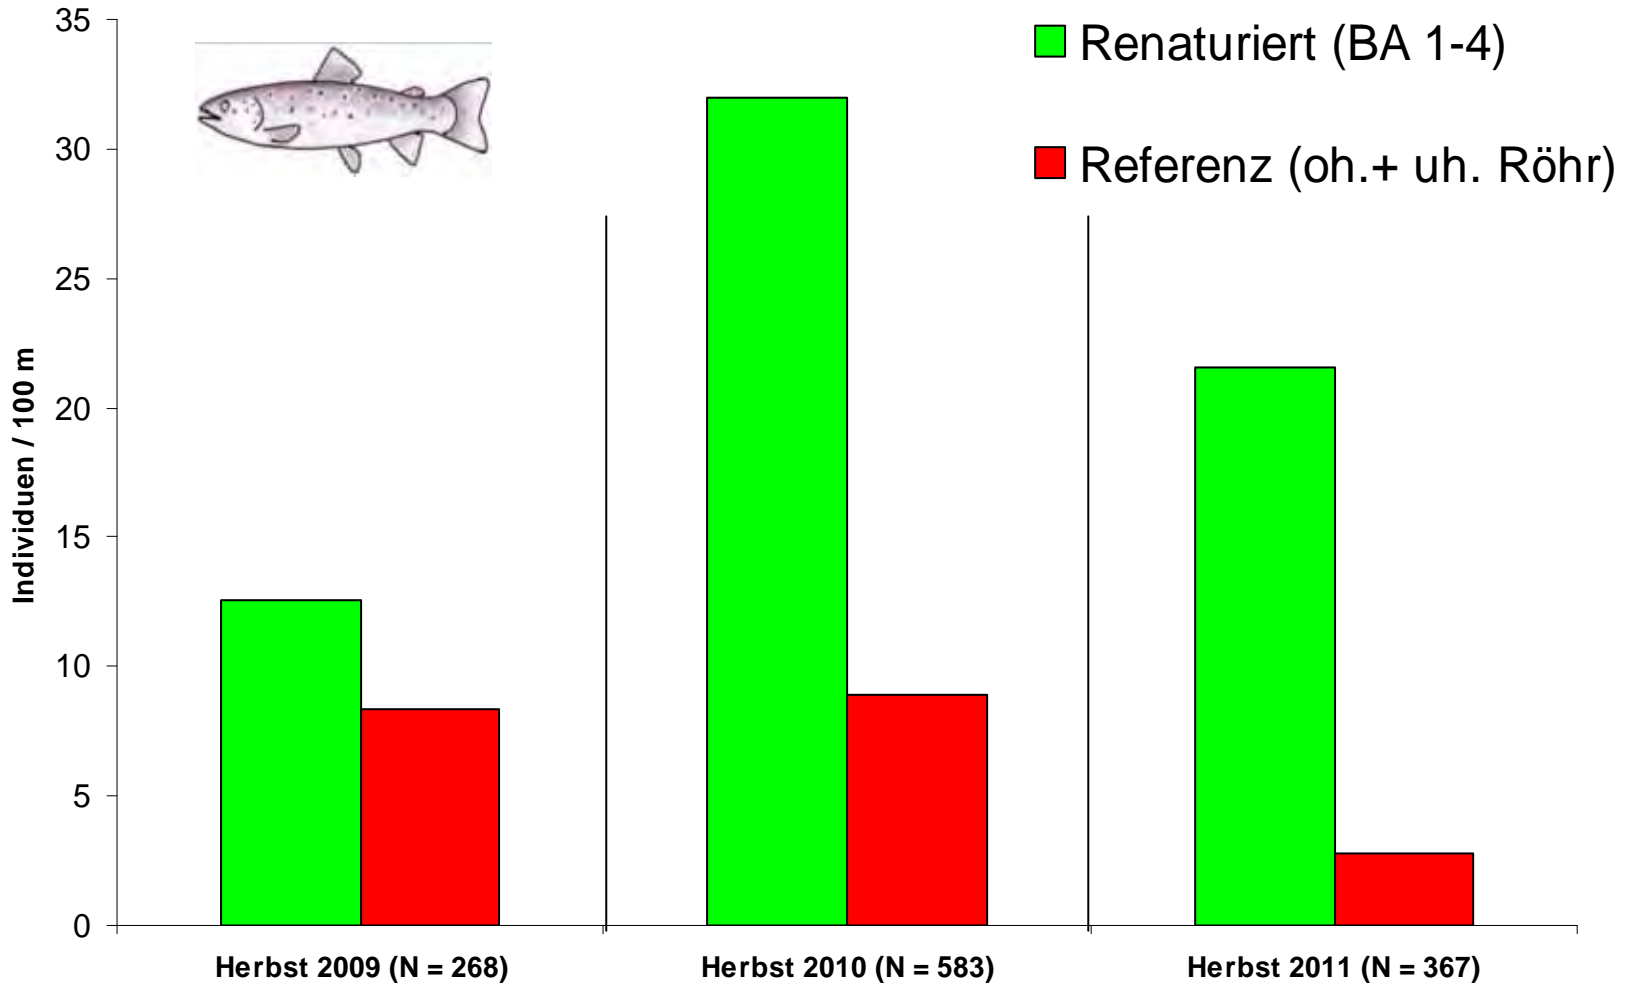 35
30
25
20
15
10
5
0
Individuen / 100 m
Renaturiert (BA 1-4)
Referenz (oh.+ uh. Röhr)
Herbst 2009 (N = 268)
Herbst 2010 (N = 583)
Herbst 2011 (N = 367)